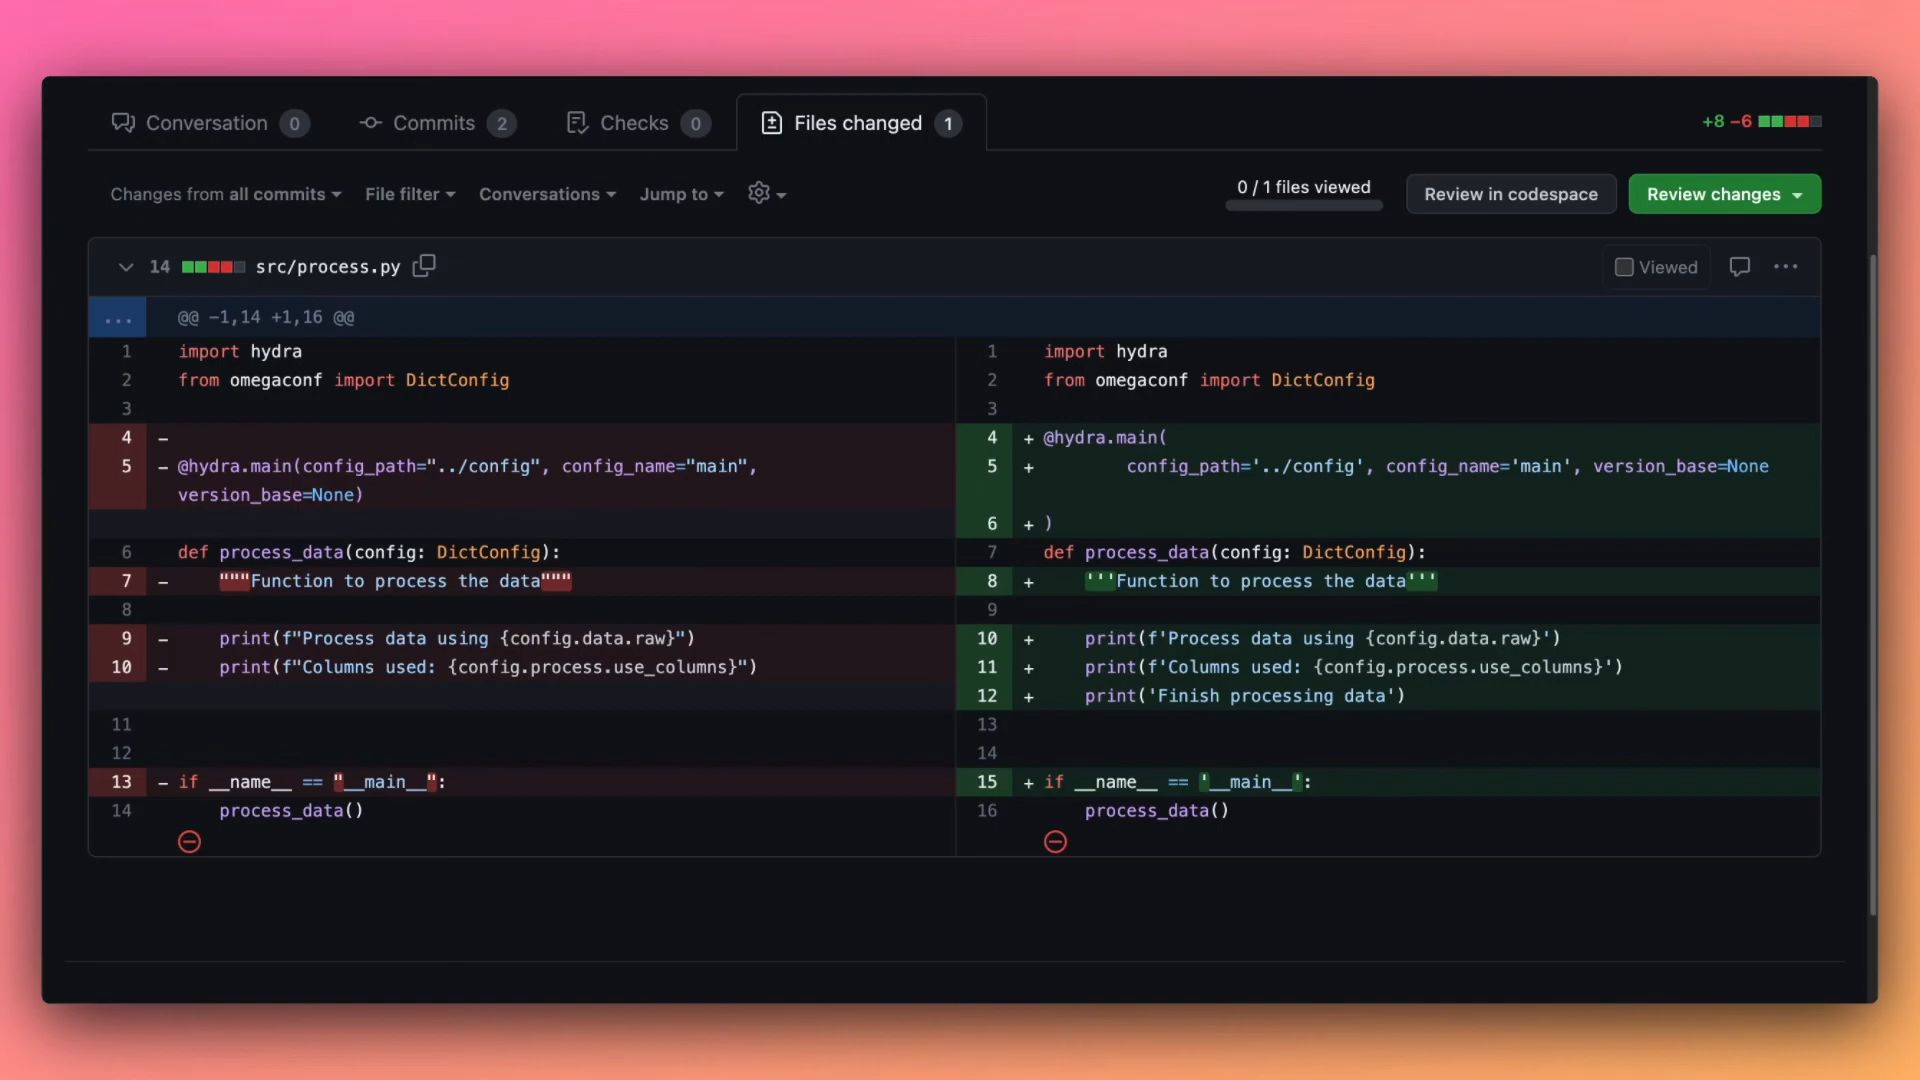 Conversation 0 Commits 2 Checks 0 Files changed 1 +8 −6
Changes from all commits File filter Conversations Jump to 0 / 1 files viewed Review in codespace Review changes
14 src/process.py Viewed
... @@ −1,14 +1,16 @@
1 import hydra
2 from omegaconf import DictConfig
3
4 −
5 − @hydra.main(config_path="../config", config_name="main",
version_base=None)
6 def process_data(config: DictConfig):
7 − """Function to process the data"""
8
9 − print(f"Process data using {config.data.raw}")
10 − print(f"Columns used: {config.process.use_columns}")
11
12
13 − if __name__ == "__main__":
14 process_data()
1 import hydra
2 from omegaconf import DictConfig
3
4 + @hydra.main(
5 + config_path='../config', config_name='main', version_base=None
6 + )
7 def process_data(config: DictConfig):
8 + '''Function to process the data'''
9
10 + print(f'Process data using {config.data.raw}')
11 + print(f'Columns used: {config.process.use_columns}')
12 + print('Finish processing data')
13
14
15 + if __name__ == '__main__':
16 process_data()